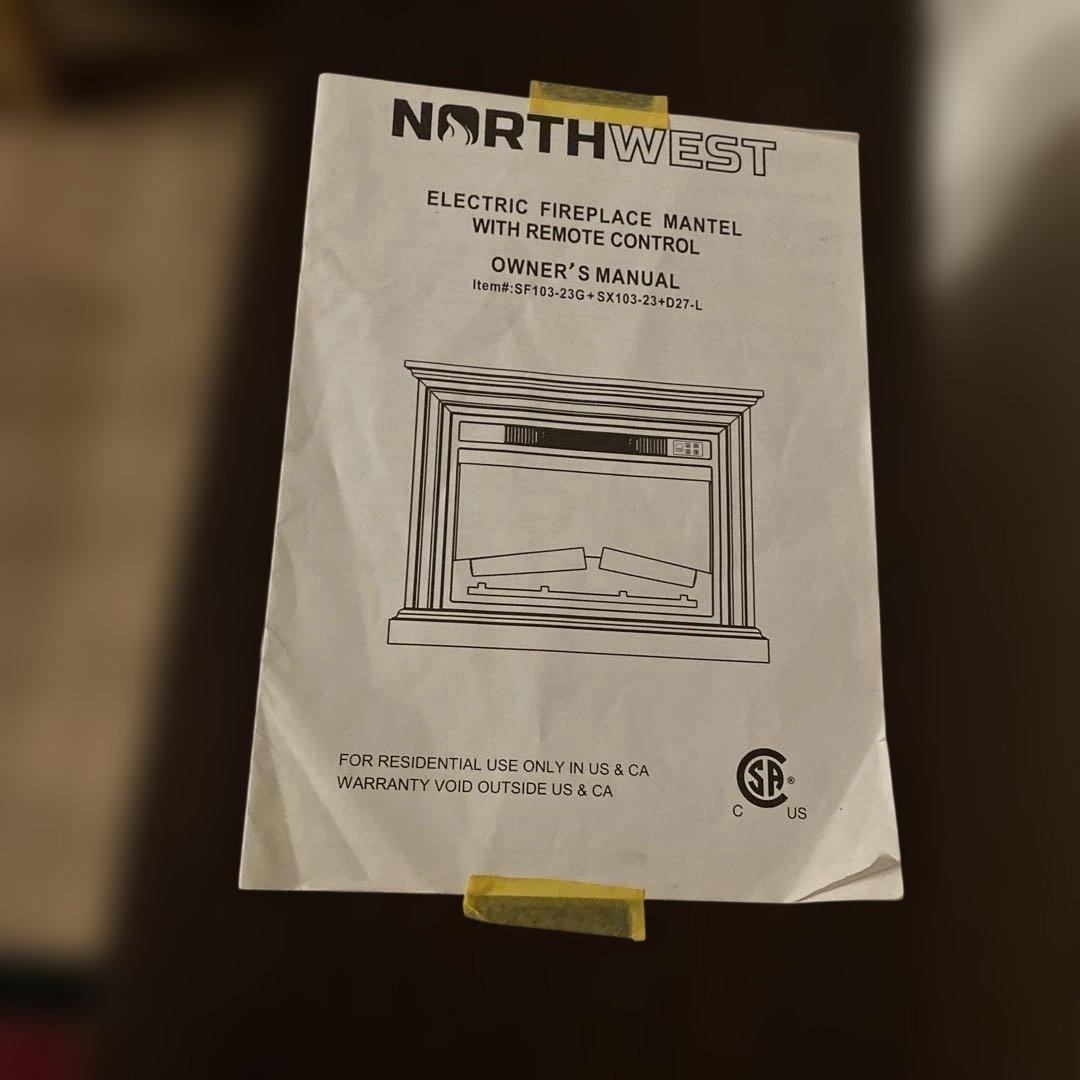 NORTHWEST
ELECTRIC FIREPLACE MANTEL
WITH REMOTE CONTROL
OWNER'S MANUAL
Item#:SF103-23G+SX103-23+D27-L
FOR RESIDENTIAL USE ONLY IN US & CA
WARRANTY VOID OUTSIDE US & CA
CSA®
C US